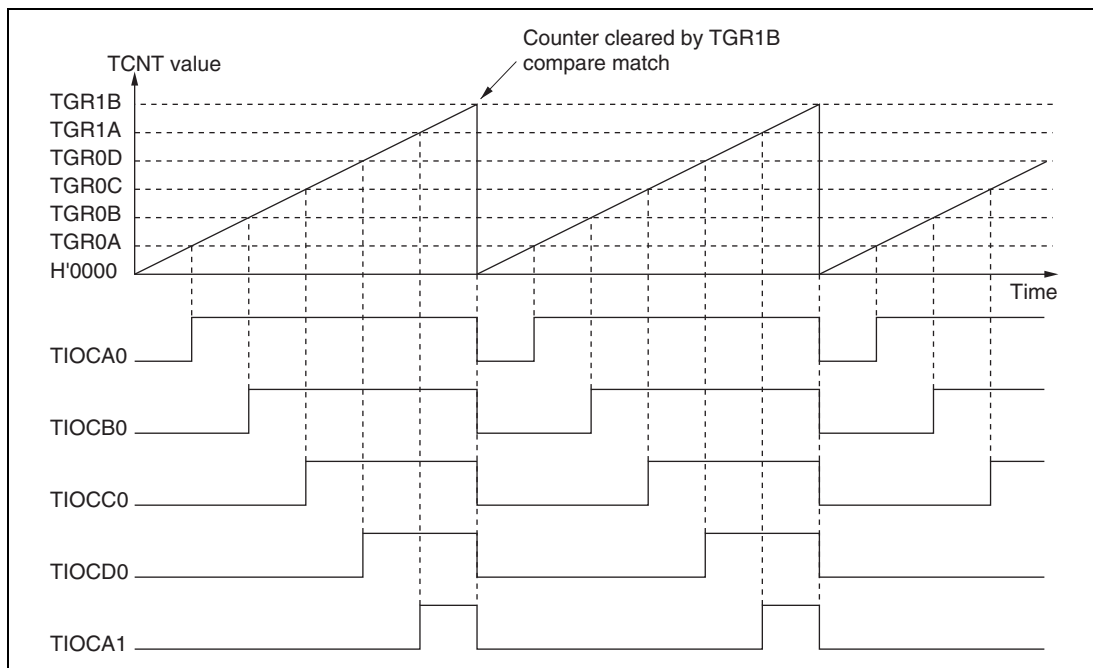 Counter cleared by TGR1B
compare match
TCNT value
TGR1B
TGR1A
TGR0D
TGR0C
TGR0B
TGR0A
H'0000
Time
TIOCA0
TIOCB0
TIOCC0
TIOCD0
TIOCA1